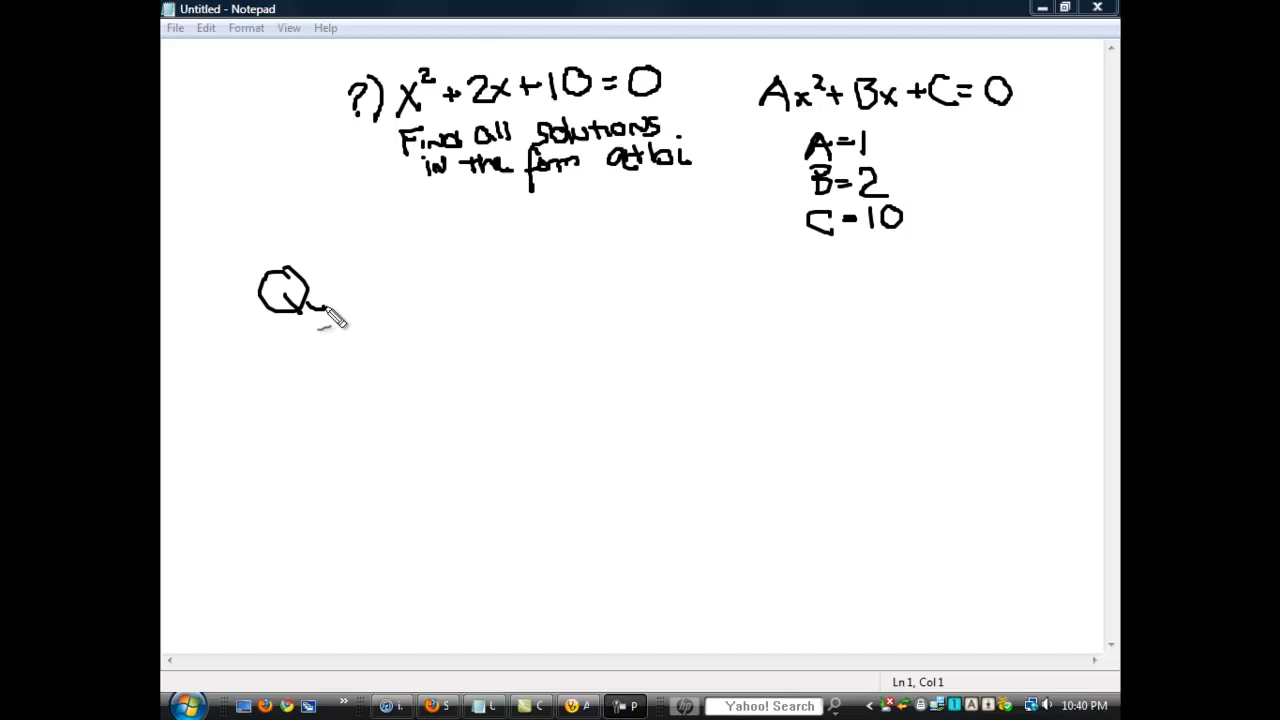 Untitled - Notepad
File Edit Format View Help
?) x² + 2x + 10 = 0
Find all solutions
in the form a+bi
Ax² + Bx + C = 0
A = 1
B = 2
C = 10
Q
Ln 1, Col 1
» i. S L C A P hp Yahoo! Search 10:40 PM